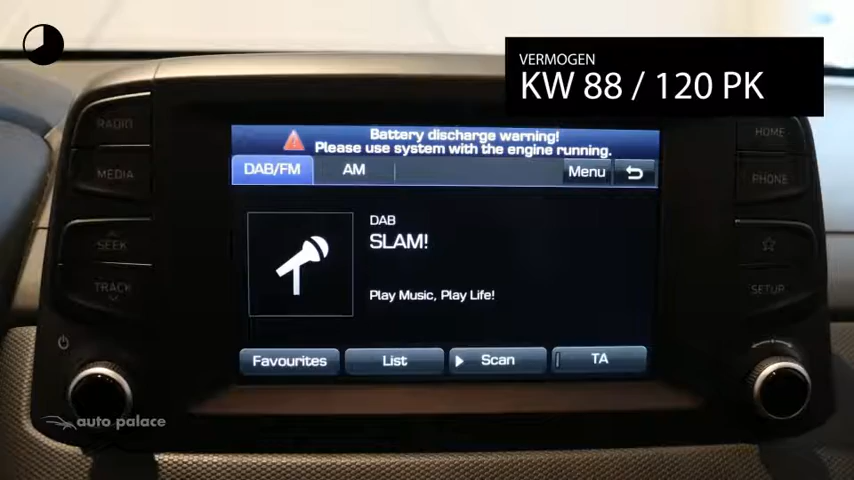 VERMOGEN
KW 88 / 120 PK
Battery discharge warning!
Please use system with the engine running.
DAB/FM
AM
Menu
RADIO
MEDIA
SEEK
TRACK
HOME
PHONE
SETUP
DAB
SLAM!
Play Music, Play Life!
Favourites
List
Scan
TA
auto palace